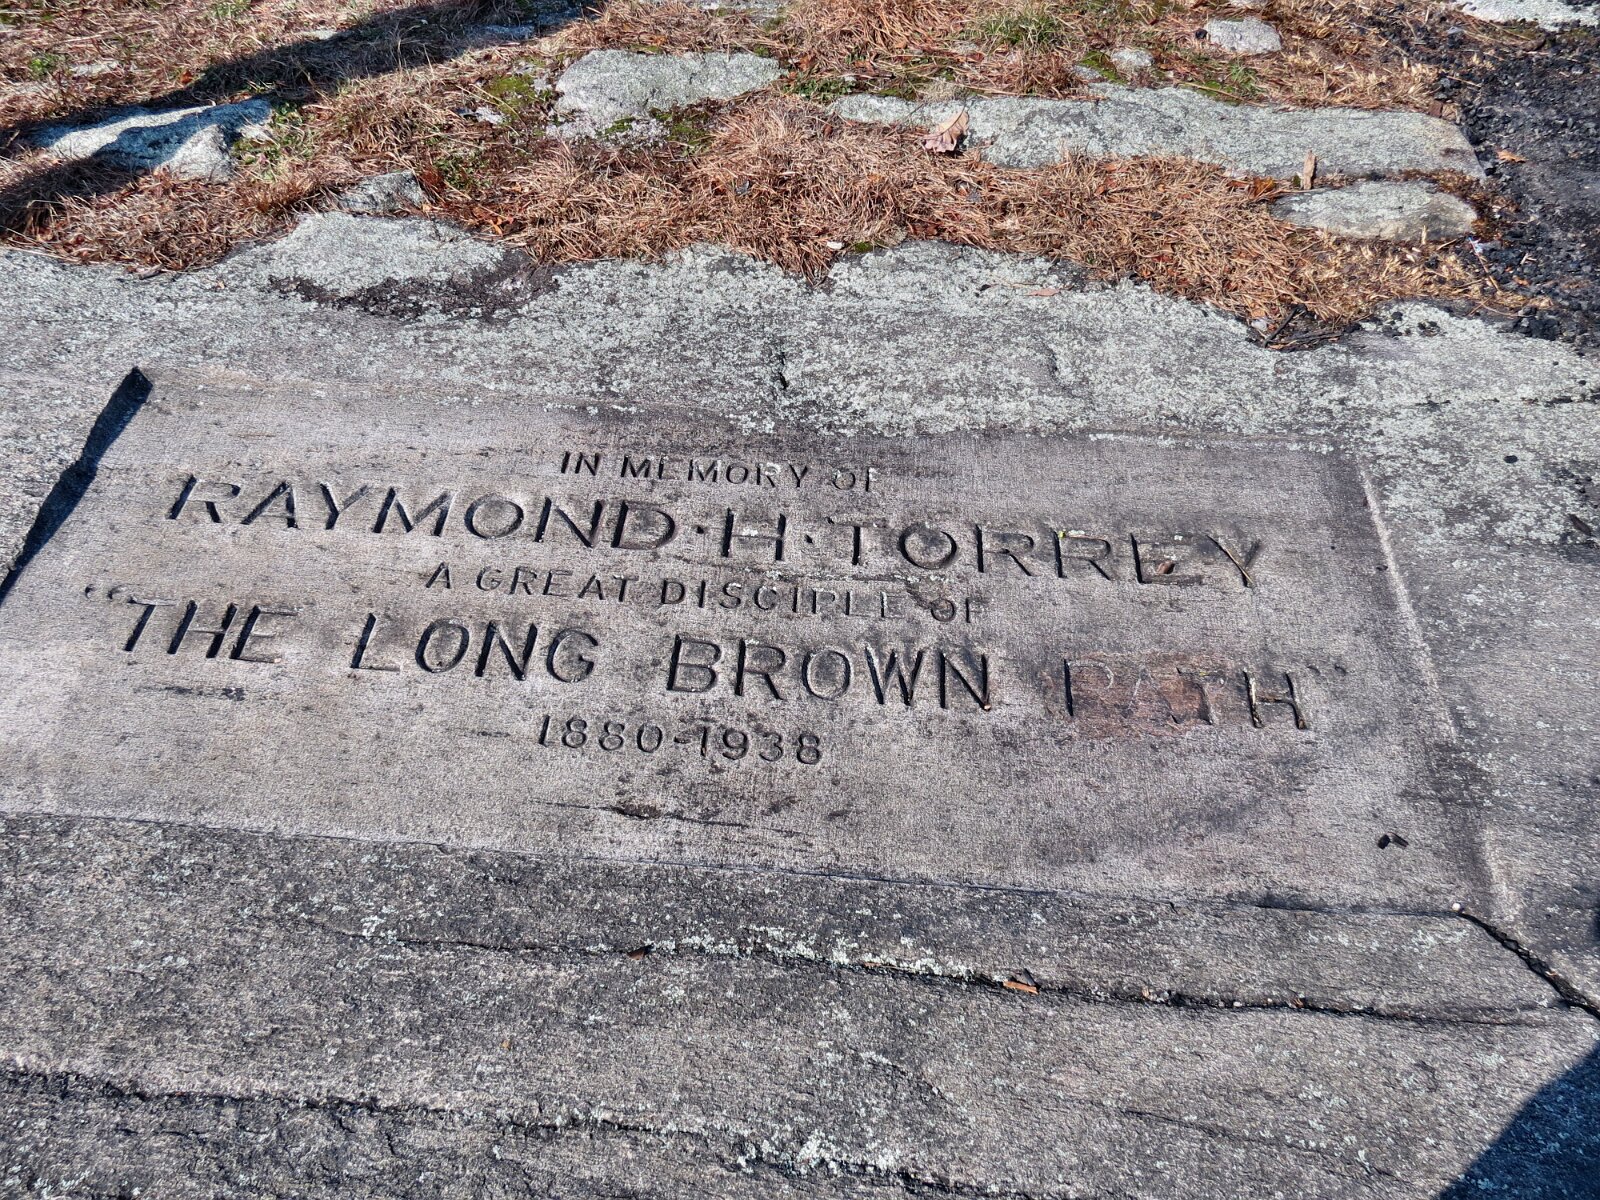 IN MEMORY OF
RAYMOND·H·TORREY
A GREAT DISCIPLE OF
"THE LONG BROWN PATH"
1880-1938